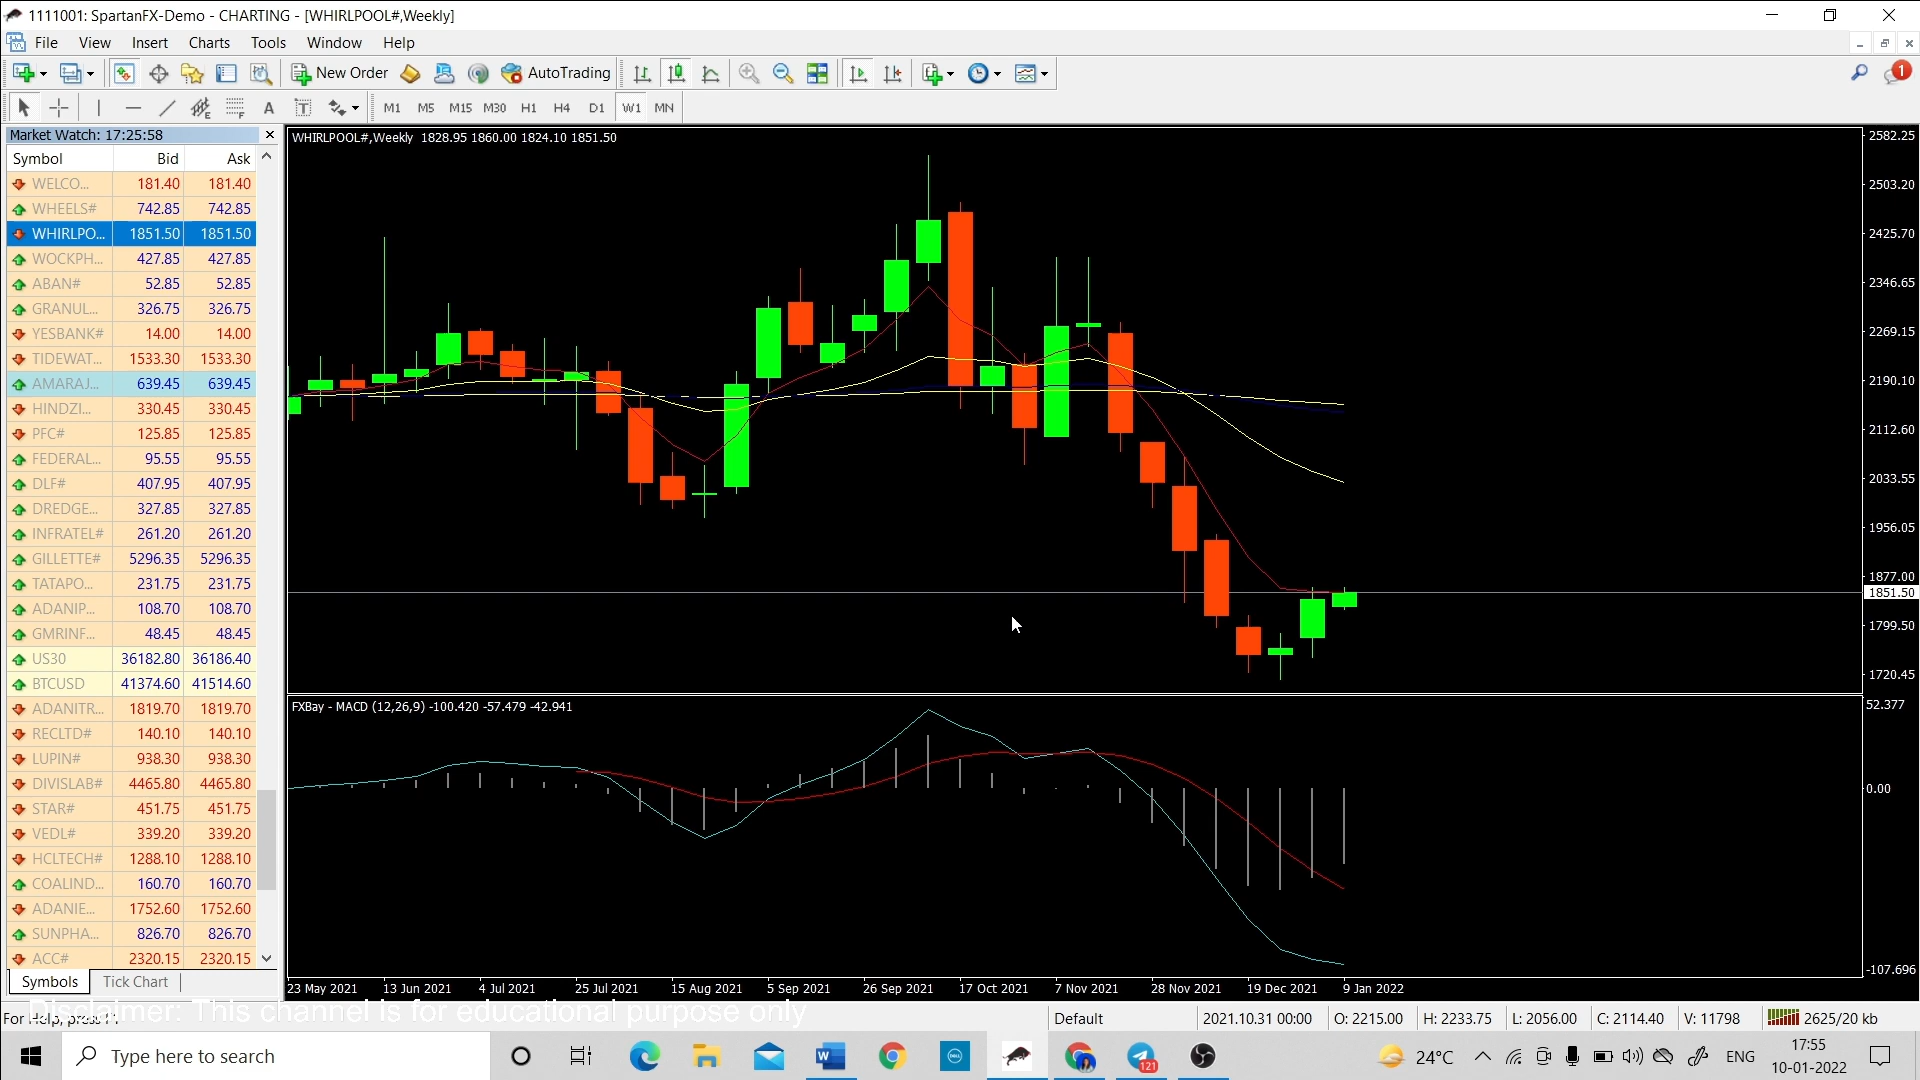 1111001: SpartanFX-Demo - CHARTING - [WHIRLPOOL#,Weekly]
File View Insert Charts Tools Window Help
New Order AutoTrading 1
A T M1 M5 M15 M30 H1 H4 D1 W1 MN
Market Watch: 17:25:58
Symbol Bid Ask
WELCO... 181.40 181.40
WHEELS# 742.85 742.85
WHIRLPO... 1851.50 1851.50
WOCKPH... 427.85 427.85
ABAN# 52.85 52.85
GRANUL... 326.75 326.75
YESBANK# 14.00 14.00
TIDEWAT... 1533.30 1533.30
AMARAJ... 639.45 639.45
HINDZI... 330.45 330.45
PFC# 125.85 125.85
FEDERAL... 95.55 95.55
DLF# 407.95 407.95
DREDGE... 327.85 327.85
INFRATEL# 261.20 261.20
GILLETTE# 5296.35 5296.35
TATAPO... 231.75 231.75
ADANIP... 108.70 108.70
GMRINF... 48.45 48.45
US30 36182.80 36186.40
BTCUSD 41374.60 41514.60
ADANITR... 1819.70 1819.70
RECLTD# 140.10 140.10
LUPIN# 938.30 938.30
DIVISLAB# 4465.80 4465.80
STAR# 451.75 451.75
VEDL# 339.20 339.20
HCLTECH# 1288.10 1288.10
COALIND... 160.70 160.70
ADANIE... 1752.60 1752.60
SUNPHA... 826.70 826.70
ACC# 2320.15 2320.15
Symbols Tick Chart
WHIRLPOOL#,Weekly 1828.95 1860.00 1824.10 1851.50
2582.25
2503.20
2425.70
2346.65
2269.15
2190.10
2112.60
2033.55
1956.05
1877.00
1851.50
1799.50
1720.45
FXBay - MACD (12,26,9) -100.420 -57.479 -42.941
52.377
0.00
-107.696
23 May 2021 13 Jun 2021 4 Jul 2021 25 Jul 2021 15 Aug 2021 5 Sep 2021 26 Sep 2021 17 Oct 2021 7 Nov 2021 28 Nov 2021 19 Dec 2021 9 Jan 2022
Disclaimer: This channel is for educational purpose only
For Help, press F1 Default 2021.10.31 00:00 O: 2215.00 H: 2233.75 L: 2056.00 C: 2114.40 V: 11798 2625/20 kb
Type here to search 121 24°C ENG 17:55
10-01-2022